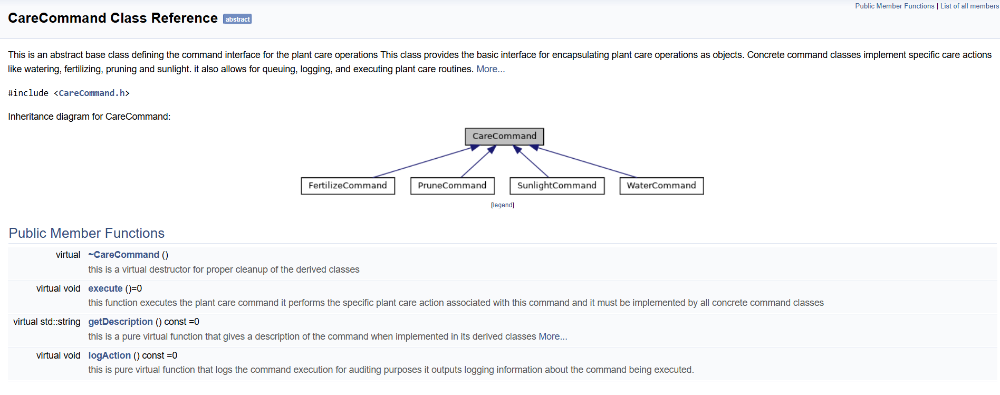 Public Member Functions | List of all members
CareCommand Class Reference abstract
This is an abstract base class defining the command interface for the plant care operations This class provides the basic interface for encapsulating plant care operations as objects. Concrete command classes implement specific care actions
like watering, fertilizing, pruning and sunlight. it also allows for queuing, logging, and executing plant care routines. More...
#include <CareCommand.h>
Inheritance diagram for CareCommand:
CareCommand
FertilizeCommand PruneCommand SunlightCommand WaterCommand
[legend]
Public Member Functions
virtual ~CareCommand ()
this is a virtual destructor for proper cleanup of the derived classes
virtual void execute ()=0
this function executes the plant care command it performs the specific plant care action associated with this command and it must be implemented by all concrete command classes
virtual std::string getDescription () const =0
this is a pure virtual function that gives a description of the command when implemented in its derived classes More...
virtual void logAction () const =0
this is pure virtual function that logs the command execution for auditing purposes it outputs logging information about the command being executed.